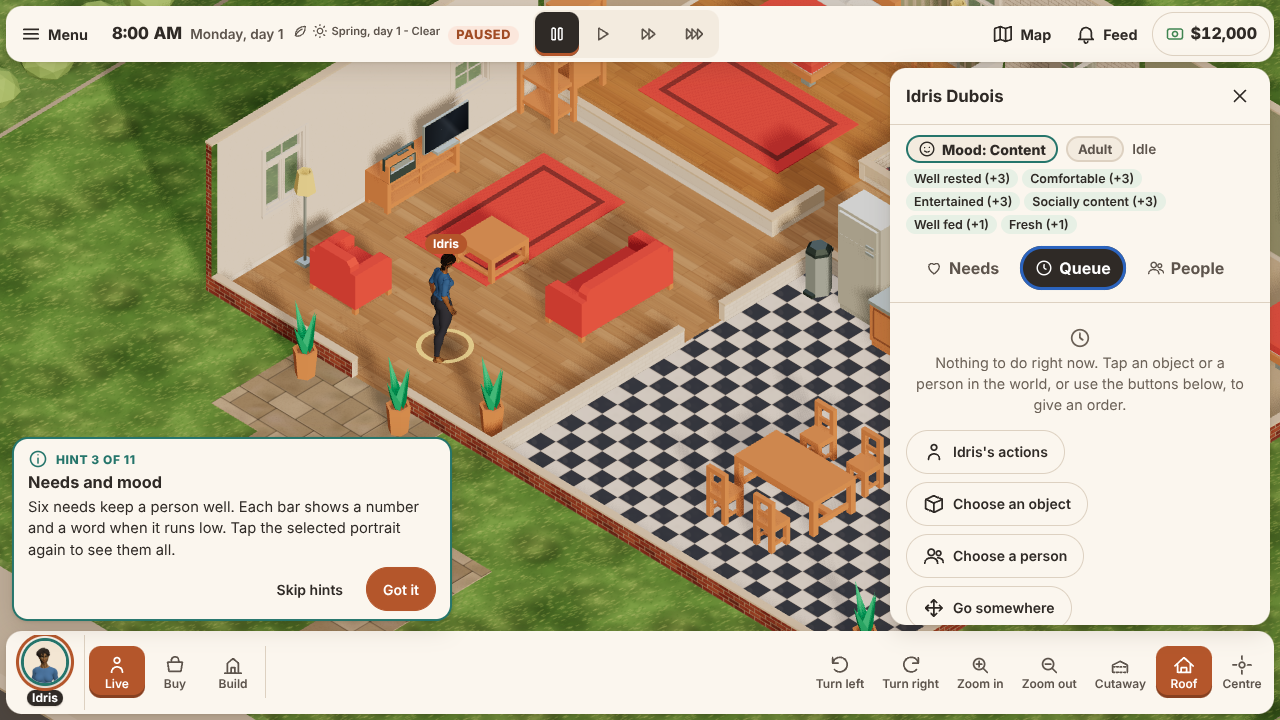 Menu
8:00 AM Monday, day 1 Spring, day 1 - Clear PAUSED
Map
Feed
$12,000
Idris Dubois
Mood: Content Adult Idle
Well rested (+3) Comfortable (+3)
Entertained (+3) Socially content (+3)
Well fed (+1) Fresh (+1)
Needs Queue People
Nothing to do right now. Tap an object or a
person in the world, or use the buttons below, to
give an order.
Idris's actions
Choose an object
Choose a person
Go somewhere
Idris
HINT 3 OF 11
Needs and mood
Six needs keep a person well. Each bar shows a number
and a word when it runs low. Tap the selected portrait
again to see them all.
Skip hints Got it
Idris
Live Buy Build
Turn left Turn right Zoom in Zoom out Cutaway Roof Centre